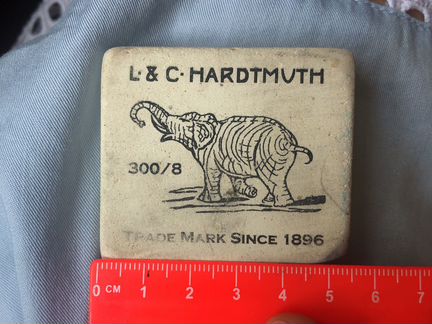 L·&C·HARDTMUTH
300/8
TRADE MARK SINCE 1896
0 CM 1 2 3 4 5 6 7